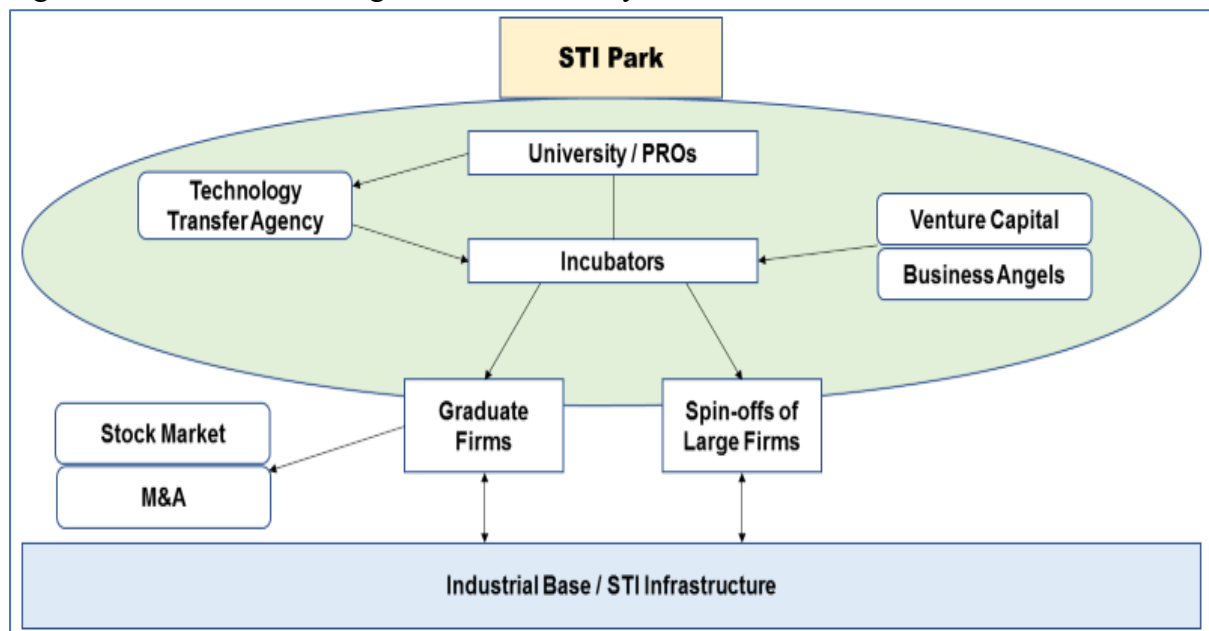 STI Park
University / PROs
Technology
Transfer Agency
Venture Capital
Incubators
Business Angels
Graduate
Firms
Spin-offs of
Large Firms
Stock Market
M&A
Industrial Base / STI Infrastructure